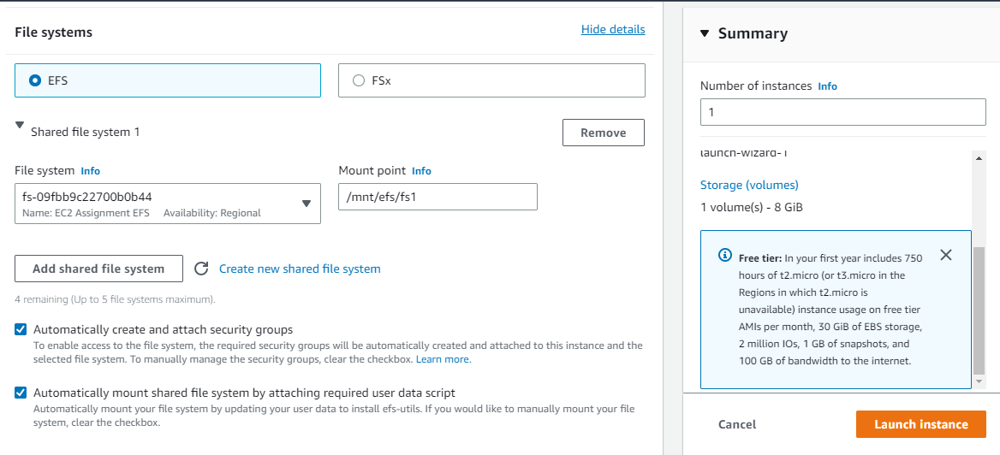 File systems
Hide details
EFS
FSx
Shared file system 1
Remove
File system Info
Mount point Info
fs-09fbb9c22700b0b44
Name: EC2 Assignment EFS Availability: Regional
/mnt/efs/fs1
Add shared file system
Create new shared file system
4 remaining (Up to 5 file systems maximum).
Automatically create and attach security groups
To enable access to the file system, the required security groups will be automatically created and attached to this instance and the
selected file system. To manually manage the security groups, clear the checkbox. Learn more.
Automatically mount shared file system by attaching required user data script
Automatically mount your file system by updating your user data to install efs-utils. If you would like to manually mount your file
system, clear the checkbox.
Summary
Number of instances Info
1
launch-wizard-1
Storage (volumes)
1 volume(s) - 8 GiB
Free tier: In your first year includes 750
hours of t2.micro (or t3.micro in the
Regions in which t2.micro is
unavailable) instance usage on free tier
AMIs per month, 30 GiB of EBS storage,
2 million IOs, 1 GB of snapshots, and
100 GB of bandwidth to the internet.
Cancel
Launch instance